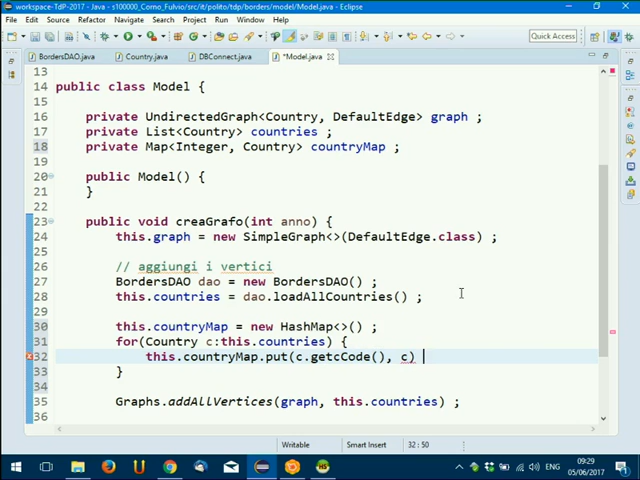 workspace-TdP-2017 - Java - s100000_Corno_Fulvio/src/it/polito/tdp/borders/model/Model.java - Eclipse
File Edit Source Refactor Navigate Search Project Run Window Help
Quick Access
BordersDAO.java Country.java DBConnect.java *Model.java
13
14 public class Model {
15
16 private UndirectedGraph<Country, DefaultEdge> graph ;
17 private List<Country> countries ;
18 private Map<Integer, Country> countryMap ;
19
20 public Model() {
21 }
22
23 public void creaGrafo(int anno) {
24 this.graph = new SimpleGraph<>(DefaultEdge.class) ;
25
26 // aggiungi i vertici
27 BordersDAO dao = new BordersDAO() ;
28 this.countries = dao.loadAllCountries() ;
29
30 this.countryMap = new HashMap<>() ;
31 for(Country c:this.countries) {
32 this.countryMap.put(c.getcCode(), c)
33 }
34
35 Graphs.addAllVertices(graph, this.countries) ;
36
Writable Smart Insert 32 : 50
ENG 09:29
05/06/2017